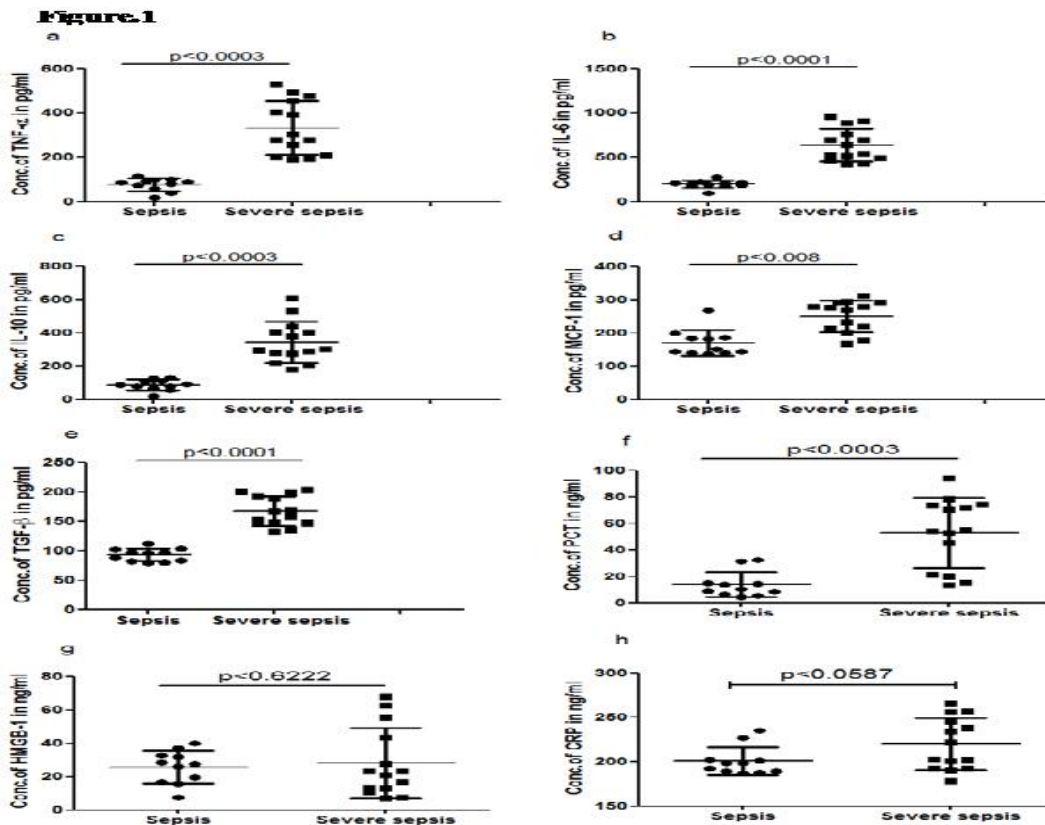 Figure.1
a
p<0.0003
Conc.of TNF-α in pg/ml
600
400
200
0
Sepsis
Severe sepsis
b
p<0.0001
Conc.of IL-6 in pg/ml
1500
1000
500
0
Sepsis
Severe sepsis
c
p<0.0003
Conc.of IL-10 in pg/ml
800
600
400
200
0
Sepsis
Severe sepsis
d
p<0.008
Conc.of MCP-1 in pg/ml
400
300
200
100
0
Sepsis
Severe sepsis
e
p<0.0001
Conc.of TGF-β in pg/ml
250
200
150
100
50
0
Sepsis
Severe sepsis
f
p<0.0003
Conc.of PCT in ng/ml
100
80
60
40
20
0
Sepsis
Severe sepsis
g
p<0.6222
Conc.of HMGB-1 in ng/ml
80
60
40
20
0
Sepsis
Severe sepsis
h
p<0.0587
Conc.of CRP in ng/ml
300
250
200
150
Sepsis
Severe sepsis